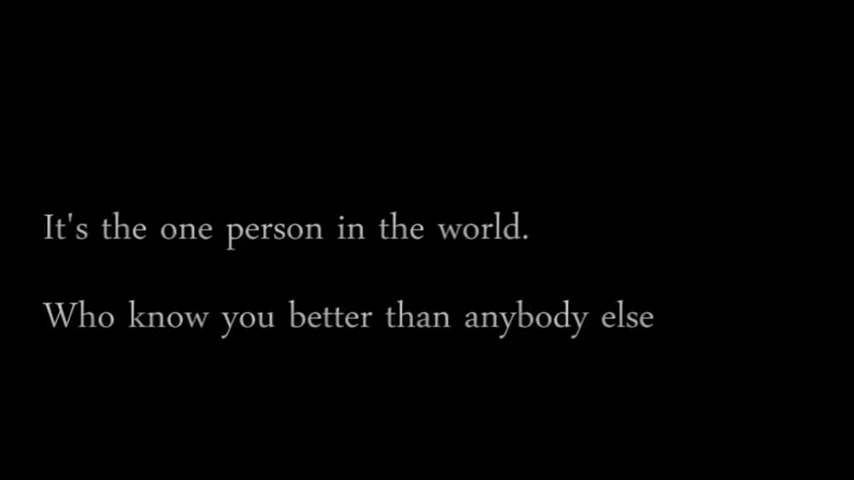 It's the one person in the world.
Who know you better than anybody else